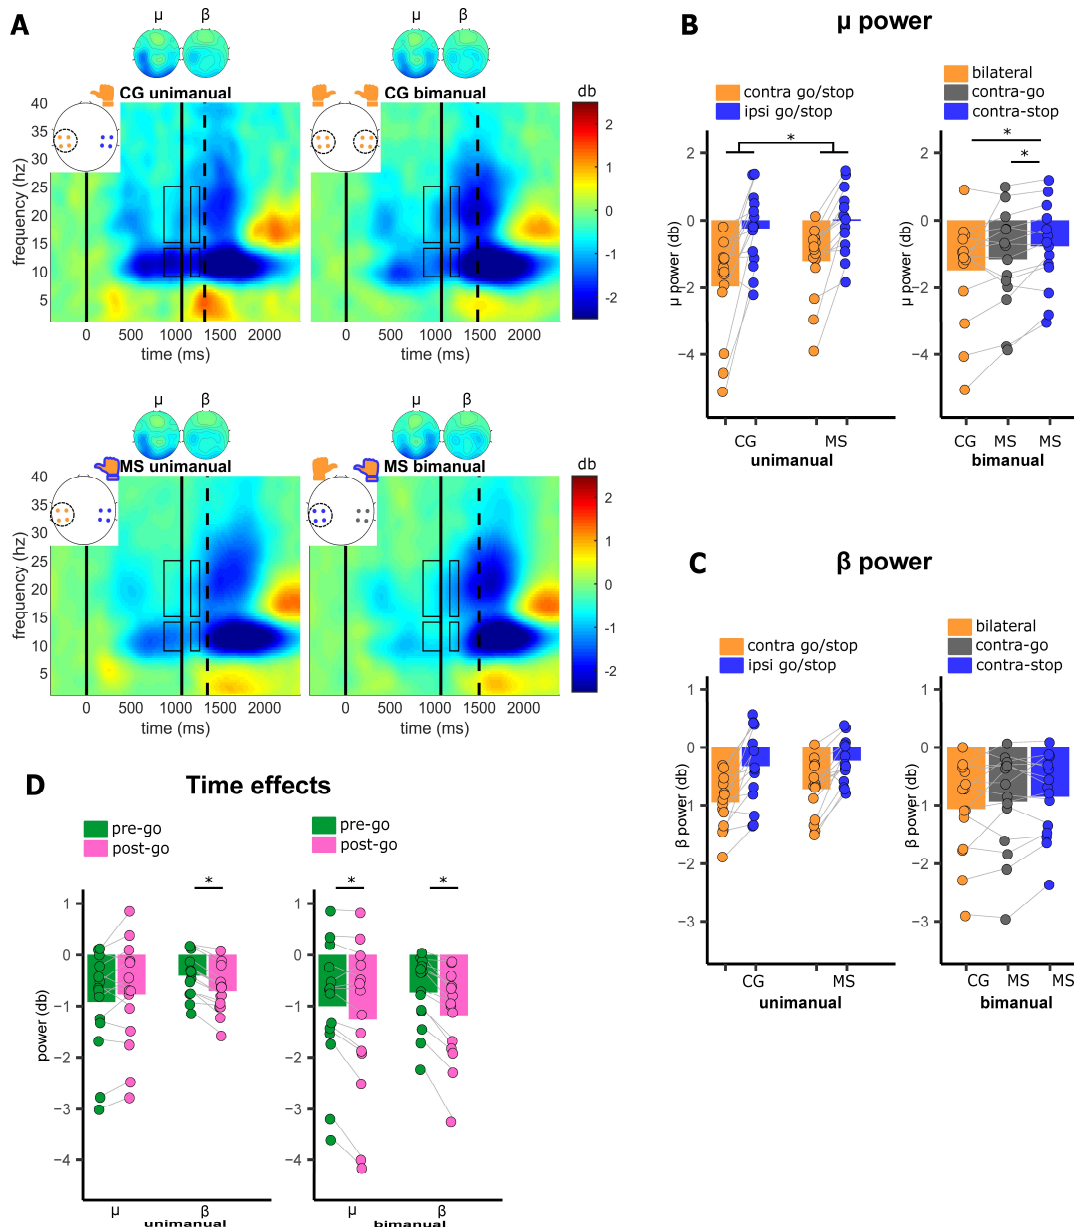 A
μ
β
μ
β
CG unimanual
CG bimanual
db
40
35
30
25
20
15
10
5
frequency (hz)
2
1
0
-1
-2
0
500
1000
1500
2000
time (ms)
0
500
1000
1500
2000
time (ms)
μ
β
μ
β
MS unimanual
MS bimanual
db
40
35
30
25
20
15
10
5
frequency (hz)
2
1
0
-1
-2
0
500
1000
1500
2000
time (ms)
0
500
1000
1500
2000
time (ms)
B
μ power
contra go/stop
ipsi go/stop
bilateral
contra-go
contra-stop
*
*
*
2
0
−2
−4
μ power (db)
CG
MS
unimanual
2
0
−2
−4
μ power (db)
CG
MS
MS
bimanual
C
β power
contra go/stop
ipsi go/stop
bilateral
contra-go
contra-stop
1
0
−1
−2
−3
β power (db)
CG
MS
unimanual
1
0
−1
−2
−3
β power (db)
CG
MS
MS
bimanual
D
Time effects
pre-go
post-go
pre-go
post-go
*
*
*
1
0
−1
−2
−3
−4
power (db)
μ
β
unimanual
1
0
−1
−2
−3
−4
μ
β
bimanual